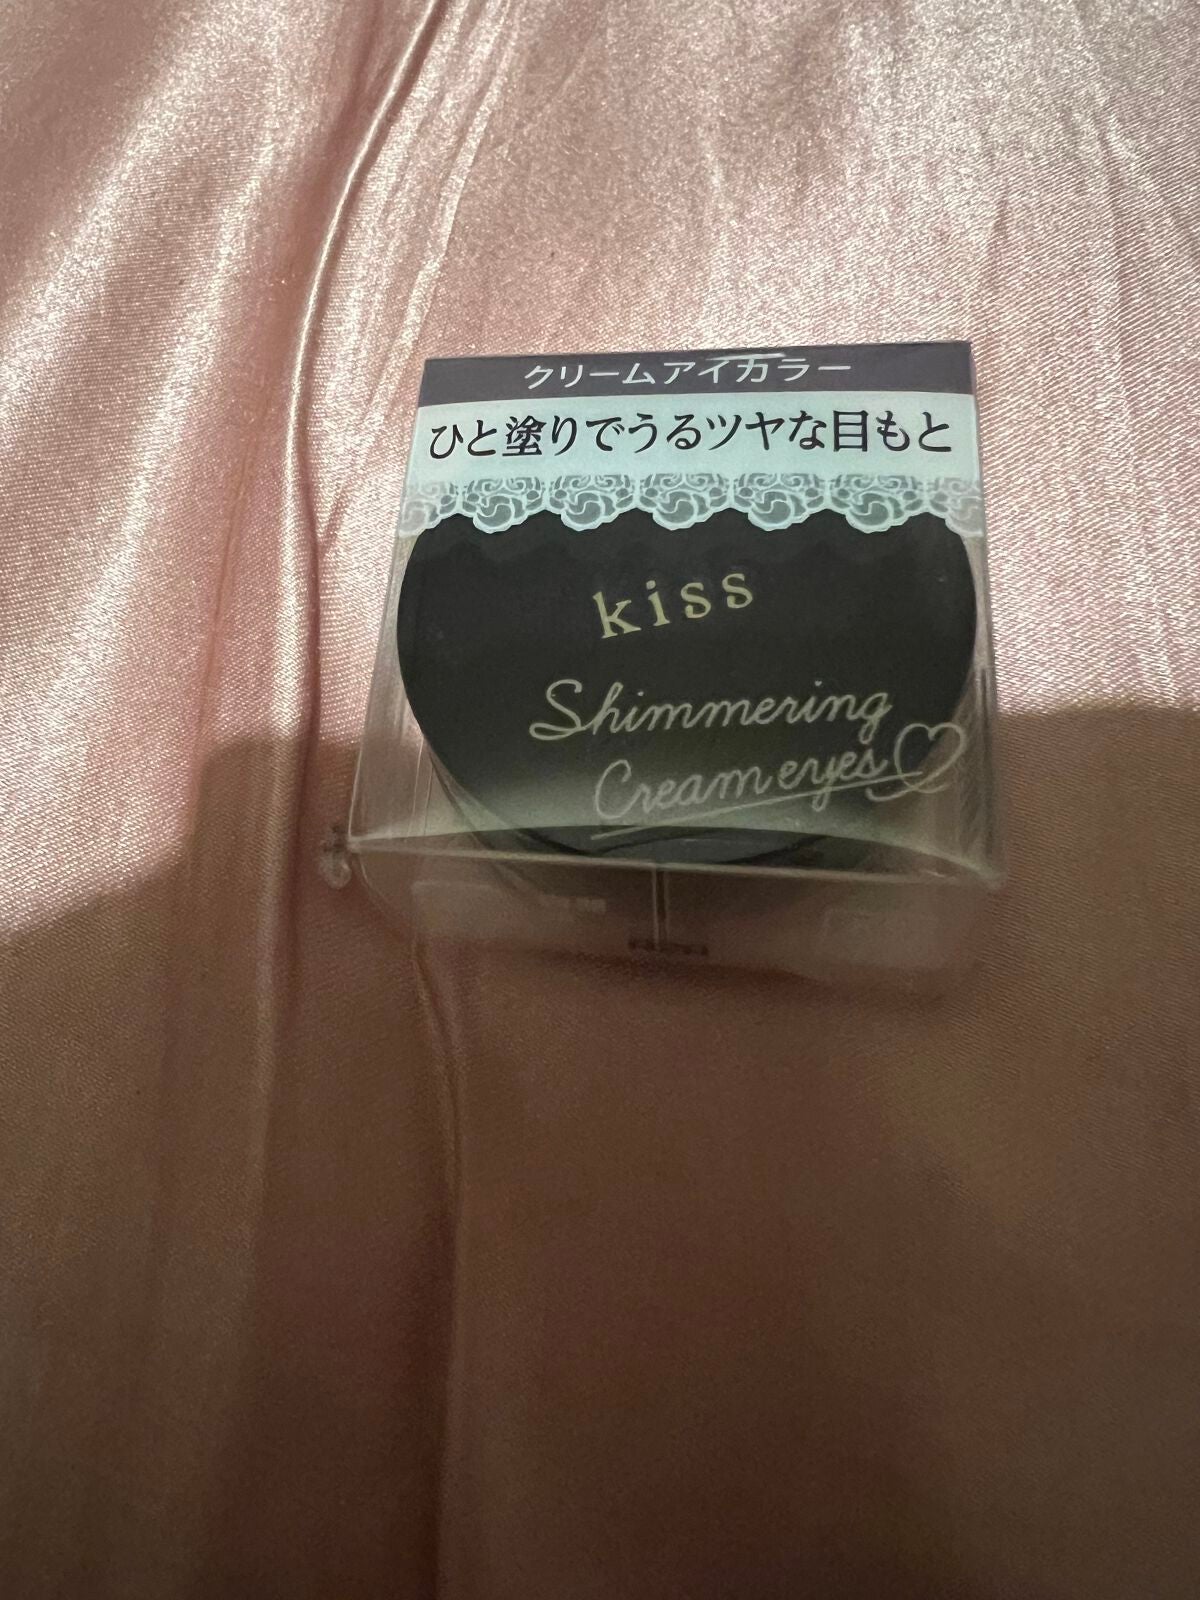 クリームアイカラー
ひと塗りでうるツヤな目もと
kiss
Shimmering
Cream eyes